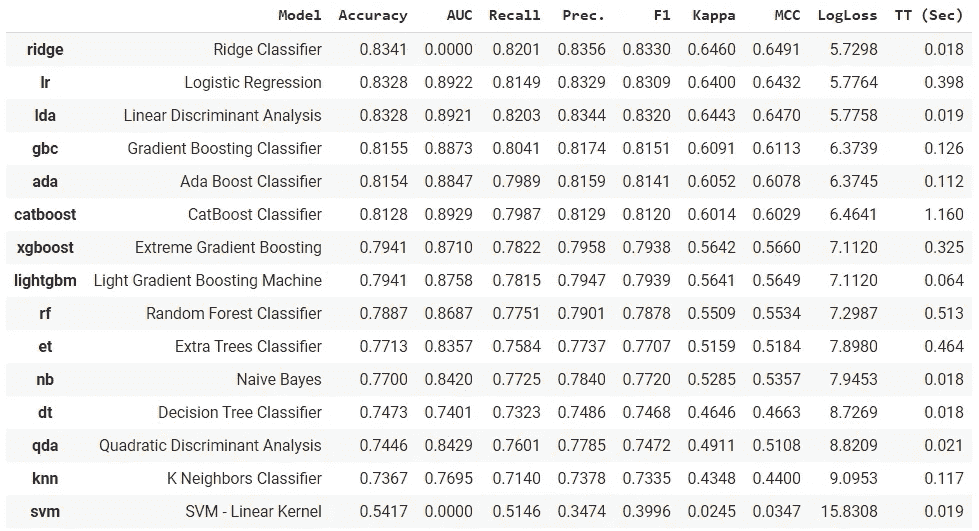 Model Accuracy AUC Recall Prec. F1 Kappa MCC LogLoss TT (Sec)
ridge Ridge Classifier 0.8341 0.0000 0.8201 0.8356 0.8330 0.6460 0.6491 5.7298 0.018
lr Logistic Regression 0.8328 0.8922 0.8149 0.8329 0.8309 0.6400 0.6432 5.7764 0.398
lda Linear Discriminant Analysis 0.8328 0.8921 0.8203 0.8344 0.8320 0.6443 0.6470 5.7758 0.019
gbc Gradient Boosting Classifier 0.8155 0.8873 0.8041 0.8174 0.8151 0.6091 0.6113 6.3739 0.126
ada Ada Boost Classifier 0.8154 0.8847 0.7989 0.8159 0.8141 0.6052 0.6078 6.3745 0.112
catboost CatBoost Classifier 0.8128 0.8929 0.7987 0.8129 0.8120 0.6014 0.6029 6.4641 1.160
xgboost Extreme Gradient Boosting 0.7941 0.8710 0.7822 0.7958 0.7938 0.5642 0.5660 7.1120 0.325
lightgbm Light Gradient Boosting Machine 0.7941 0.8758 0.7815 0.7947 0.7939 0.5641 0.5649 7.1120 0.064
rf Random Forest Classifier 0.7887 0.8687 0.7751 0.7901 0.7878 0.5509 0.5534 7.2987 0.513
et Extra Trees Classifier 0.7713 0.8357 0.7584 0.7737 0.7707 0.5159 0.5184 7.8980 0.464
nb Naive Bayes 0.7700 0.8420 0.7725 0.7840 0.7720 0.5285 0.5357 7.9453 0.018
dt Decision Tree Classifier 0.7473 0.7401 0.7323 0.7486 0.7468 0.4646 0.4663 8.7269 0.018
qda Quadratic Discriminant Analysis 0.7446 0.8429 0.7601 0.7785 0.7472 0.4911 0.5108 8.8209 0.021
knn K Neighbors Classifier 0.7367 0.7695 0.7140 0.7378 0.7335 0.4348 0.4400 9.0953 0.117
svm SVM - Linear Kernel 0.5417 0.0000 0.5146 0.3474 0.3996 0.0245 0.0347 15.8308 0.019